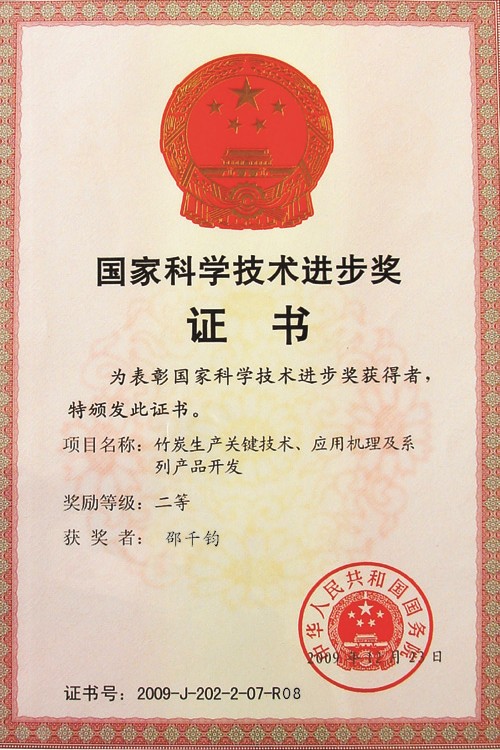 国家科学技术进步奖
证 书
为表彰国家科学技术进步奖获得者，
特颁发此证书。
项目名称： 竹炭生产关键技术、应用机理及系
列产品开发
奖励等级： 二等
获 奖 者： 邵千钧
中华人民共和国国务院
2009 年 月 日
证书号： 2009-J-202-2-07-R08